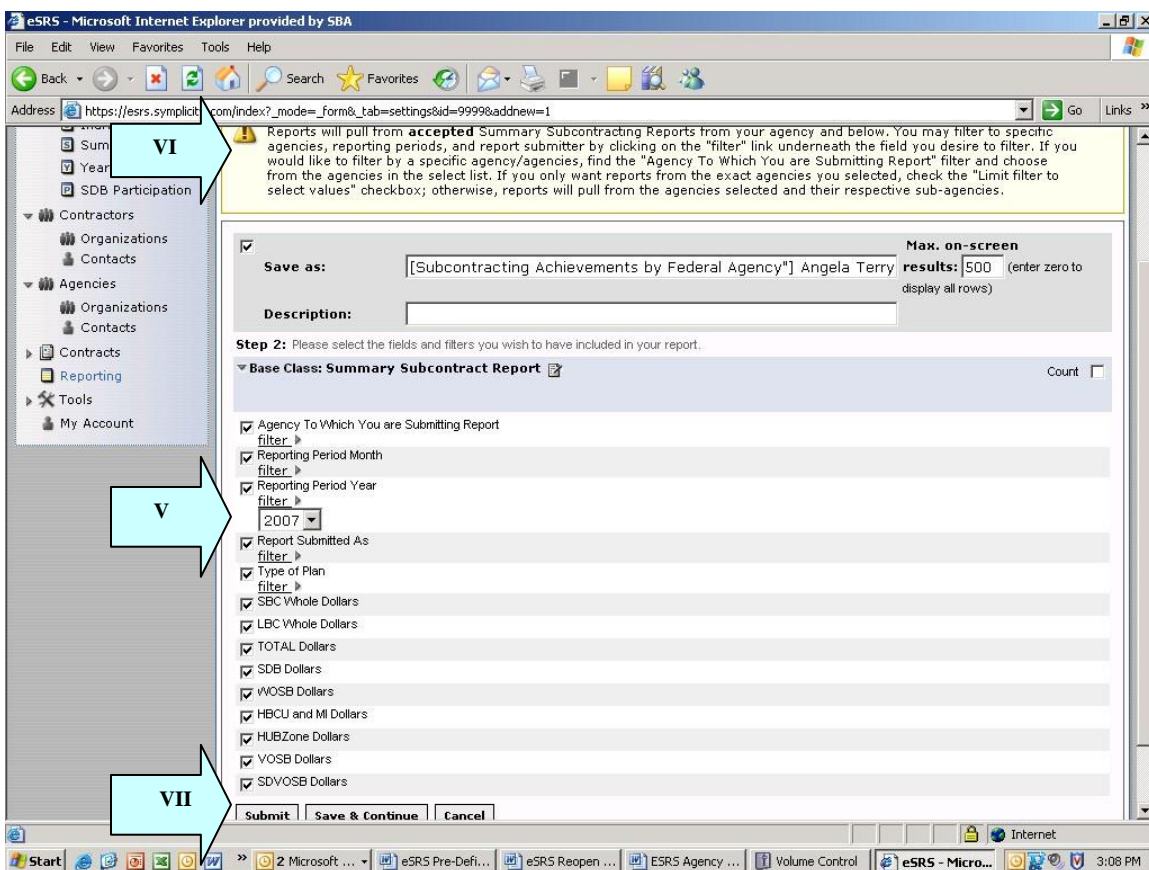 eSRS - Microsoft Internet Explorer provided by SBA
File Edit View Favorites Tools Help
Back Search Favorites
Address https://esrs.symplicit com/index?_mode=_form&_tab=settings&id=9999&addnew=1 Go Links »
Sum
Year
SDB Participation
Contractors
Organizations
Contacts
Agencies
Organizations
Contacts
Contracts
Reporting
Tools
My Account
VI
V
VII
Reports will pull from accepted Summary Subcontracting Reports from your agency and below. You may filter to specific
agencies, reporting periods, and report submitter by clicking on the "filter" link underneath the field you desire to filter. If you
would like to filter by a specific agency/agencies, find the "Agency To Which You are Submitting Report" filter and choose
from the agencies in the select list. If you only want reports from the exact agencies you selected, check the "Limit filter to
select values" checkbox; otherwise, reports will pull from the agencies selected and their respective sub-agencies.
Save as: [Subcontracting Achievements by Federal Agency"] Angela Terry
Max. on-screen
results: 500 (enter zero to
display all rows)
Description:
Step 2: Please select the fields and filters you wish to have included in your report.
Base Class: Summary Subcontract Report Count
Agency To Which You are Submitting Report
filter
Reporting Period Month
filter
Reporting Period Year
filter
2007
Report Submitted As
filter
Type of Plan
filter
SBC Whole Dollars
LBC Whole Dollars
TOTAL Dollars
SDB Dollars
WOSB Dollars
HBCU and MI Dollars
HUBZone Dollars
VOSB Dollars
SDVOSB Dollars
Submit Save & Continue Cancel
Internet
Start » 2 Microsoft ... eSRS Pre-Defi... eSRS Reopen ... ESRS Agency ... Volume Control eSRS - Micro... 3:08 PM